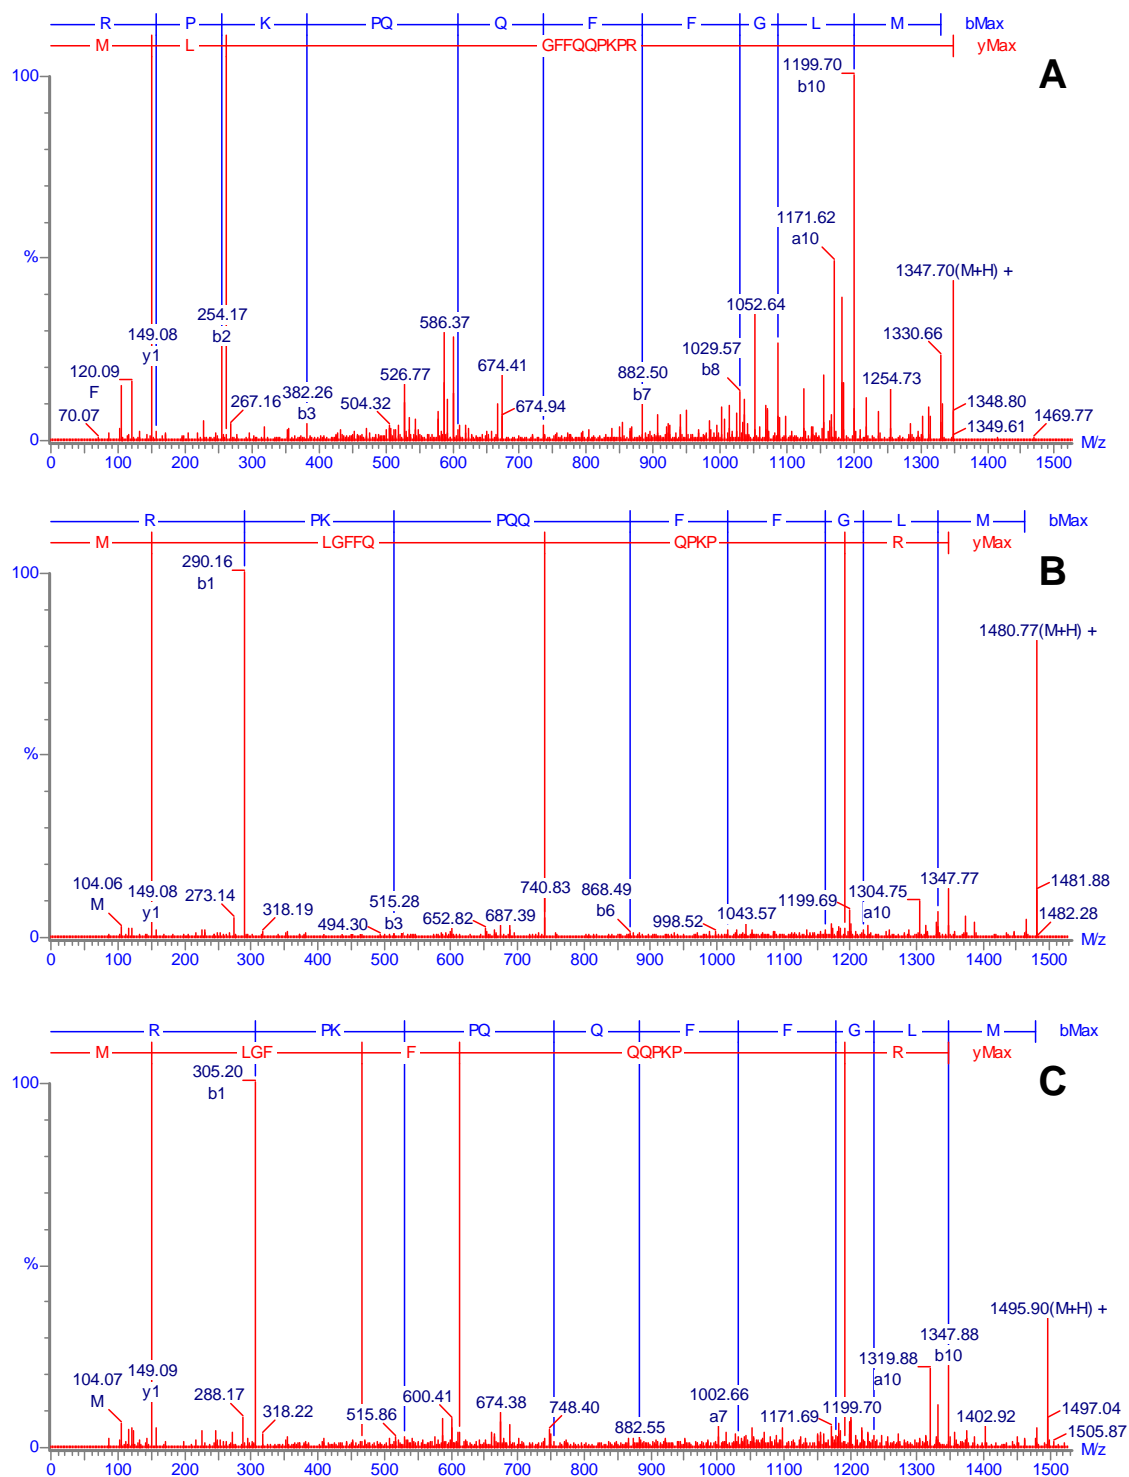 R P K PQ Q F F G L M bMax
M L GFFQQPKPR yMax
A
100
%
0
1199.70
b10
1171.62
a10
1347.70(M+H) +
1052.64
1330.66
254.17
b2
586.37
149.08
y1
1029.57
b8
674.41
526.77
882.50
b7
120.09
F
382.26
b3
1254.73
1348.80
70.07
267.16
504.32
674.94
1349.61
1469.77
0 100 200 300 400 500 600 700 800 900 1000 1100 1200 1300 1400 1500
M/z
R PK PQQ F F G L M bMax
M LGFFQ QPKP R yMax
B
100
%
0
290.16
b1
1480.77(M+H) +
104.06
M
149.08
y1
273.14
318.19
494.30
515.28
b3
652.82
687.39
740.83
868.49
b6
998.52
1043.57
1199.69
1304.75
a10
1347.77
1481.88
1482.28
0 100 200 300 400 500 600 700 800 900 1000 1100 1200 1300 1400 1500
M/z
R PK PQ Q F F G L M bMax
M LGF F QQPKP R yMax
C
100
%
0
305.20
b1
1495.90(M+H) +
1347.88
b10
1319.88
a10
104.07
M
149.09
y1
288.17
318.22
515.86
600.41
674.38
748.40
882.55
1002.66
a7
1171.69
1199.70
1402.92
1497.04
1505.87
0 100 200 300 400 500 600 700 800 900 1000 1100 1200 1300 1400 1500
M/z